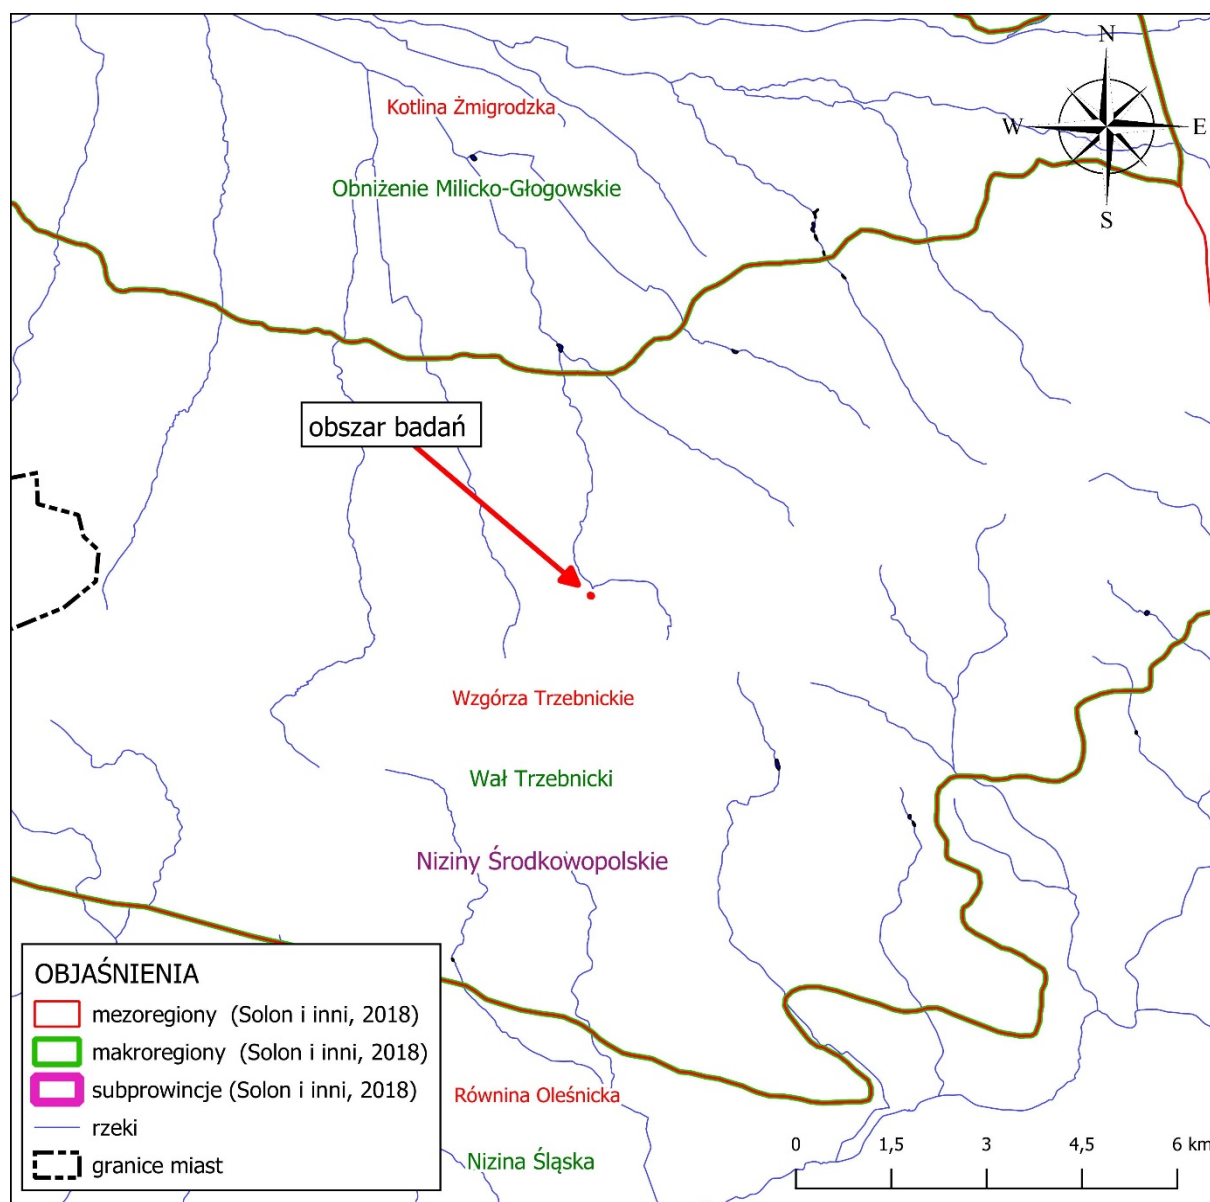 N
Kotlina Żmigrodzka
W
E
Obniżenie Milicko-Głogowskie
S
obszar badań
Wzgórza Trzebnickie
Wał Trzebnicki
Niziny Środkowopolskie
OBJAŚNIENIA
mezoregiony (Solon i inni, 2018)
makroregiony (Solon i inni, 2018)
subprowincje (Solon i inni, 2018)
rzeki
granice miast
Równina Oleśnicka
Nizina Śląska
0 1,5 3 4,5 6 km